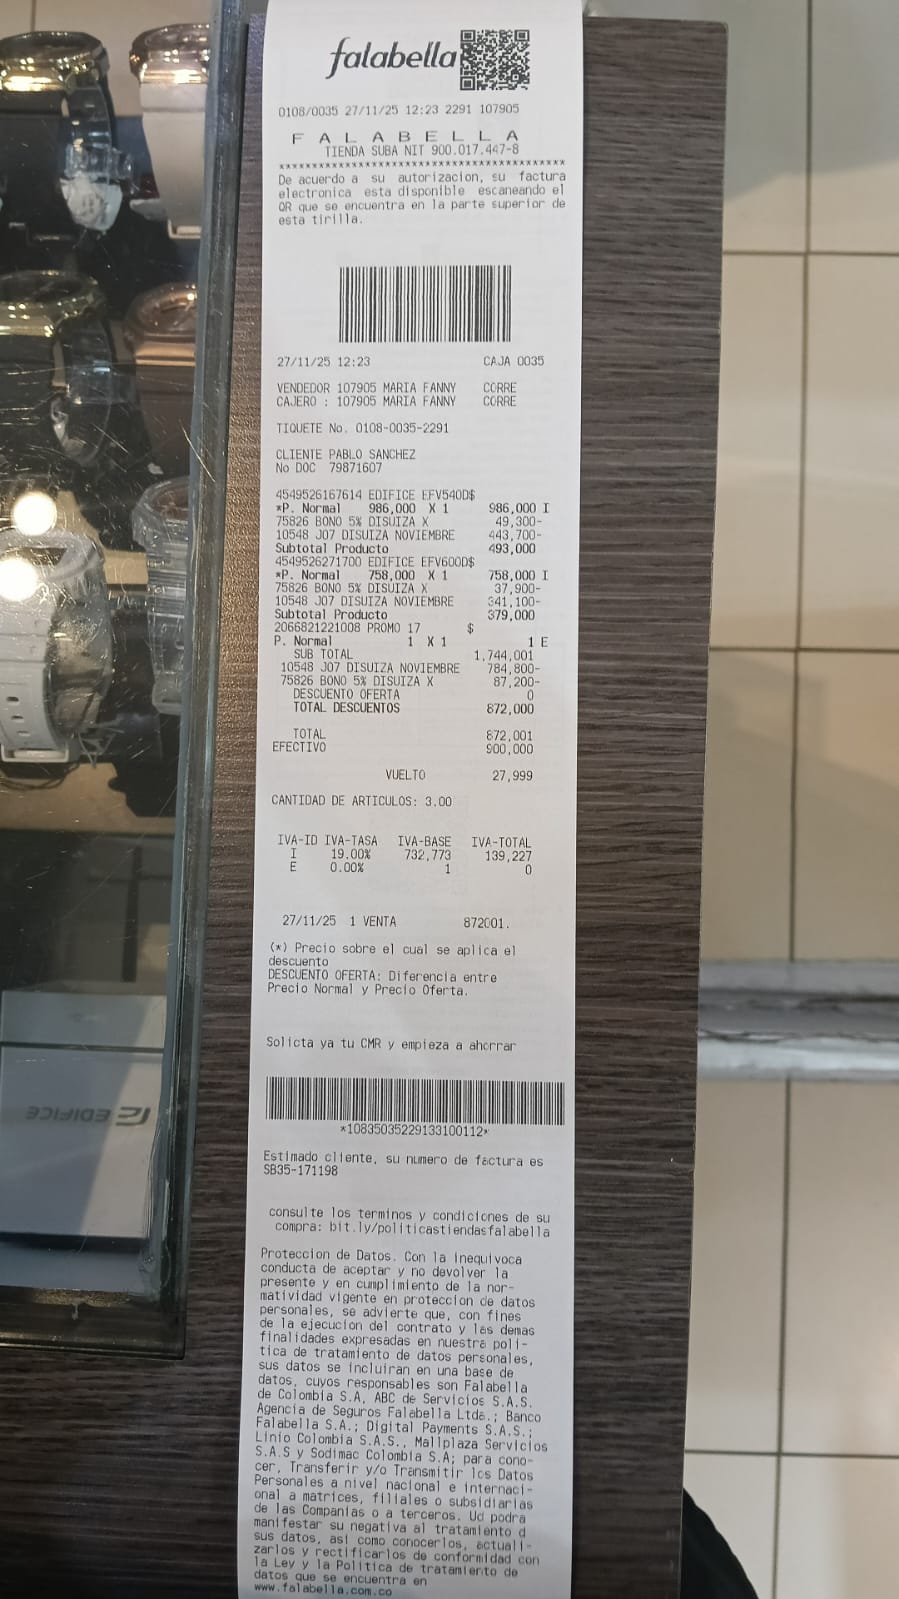 falabella
0108/0035 27/11/25 12:23 2291 107905
F A L A B E L L A
TIENDA SUBA NIT 900.017.447-8
********************************************
De acuerdo a su autorizacion, su factura
electronica esta disponible escaneando el
QR que se encuentra en la parte superior de
esta tirilla.
27/11/25 12:23 CAJA 0035
VENDEDOR 107905 MARIA FANNY CORRE
CAJERO : 107905 MARIA FANNY CORRE
TIQUETE No. 0108-0035-2291
CLIENTE PABLO SANCHEZ
No DOC 79871607
4549526167614 EDIFICE EFV540D$
*P. Normal 986,000 X 1 986,000 I
75826 BONO 5% DISUIZA X 49,300-
10548 J07 DISUIZA NOVIEMBRE 443,700-
Subtotal Producto 493,000
4549526271700 EDIFICE EFV600D$
*P. Normal 758,000 X 1 758,000 I
75826 BONO 5% DISUIZA X 37,900-
10548 J07 DISUIZA NOVIEMBRE 341,100-
Subtotal Producto 379,000
2066821221008 PROMO 17 $
P. Normal 1 X 1 1 E
SUB TOTAL 1,744,001
10548 J07 DISUIZA NOVIEMBRE 784,800-
75826 BONO 5% DISUIZA X 87,200-
DESCUENTO OFERTA 0
TOTAL DESCUENTOS 872,000
TOTAL 872,001
EFECTIVO 900,000
VUELTO 27,999
CANTIDAD DE ARTICULOS: 3.00
IVA-ID IVA-TASA IVA-BASE IVA-TOTAL
I 19.00% 732,773 139,227
E 0.00% 1 0
27/11/25 1 VENTA 872001.
(*) Precio sobre el cual se aplica el
descuento
DESCUENTO OFERTA: Diferencia entre
Precio Normal y Precio Oferta.
Solicta ya tu CMR y empieza a ahorrar
*10835035229133100112*
Estimado cliente, su numero de factura es
SB35-171198
consulte los terminos y condiciones de su
compra: bit.ly/politicastiendasfalabella
Proteccion de Datos. Con la inequivoca
conducta de aceptar y no devolver la
presente y en cumplimiento de la nor-
matividad vigente en proteccion de datos
personales, se advierte que, con fines
de la ejecucion del contrato y las demas
finalidades expresadas en nuestra poli-
tica de tratamiento de datos personales,
sus datos se incluiran en una base de
datos, cuyos responsables son Falabella
de Colombia S.A, ABC de Servicios S.A.S.
Agencia de Seguros Falabella Ltda.; Banco
Falabella S.A.; Digital Payments S.A.S.;
Linio Colombia S.A.S., Mallplaza Servicios
S.A.S y Sodimac Colombia S.A; para cono-
cer, Transferir y/o Transmitir los Datos
Personales a nivel nacional e internaci-
onal a matrices, filiales o subsidiarias
de las Companias o a terceros. Ud podra
manifestar su negativa al tratamiento d
sus datos, asi como conocerlos, actuali-
zarlos y rectificarlos de conformidad con
la Ley y la Politica de tratamiento de
datos que se encuentra en
www.falabella.com.co
EDIFICE